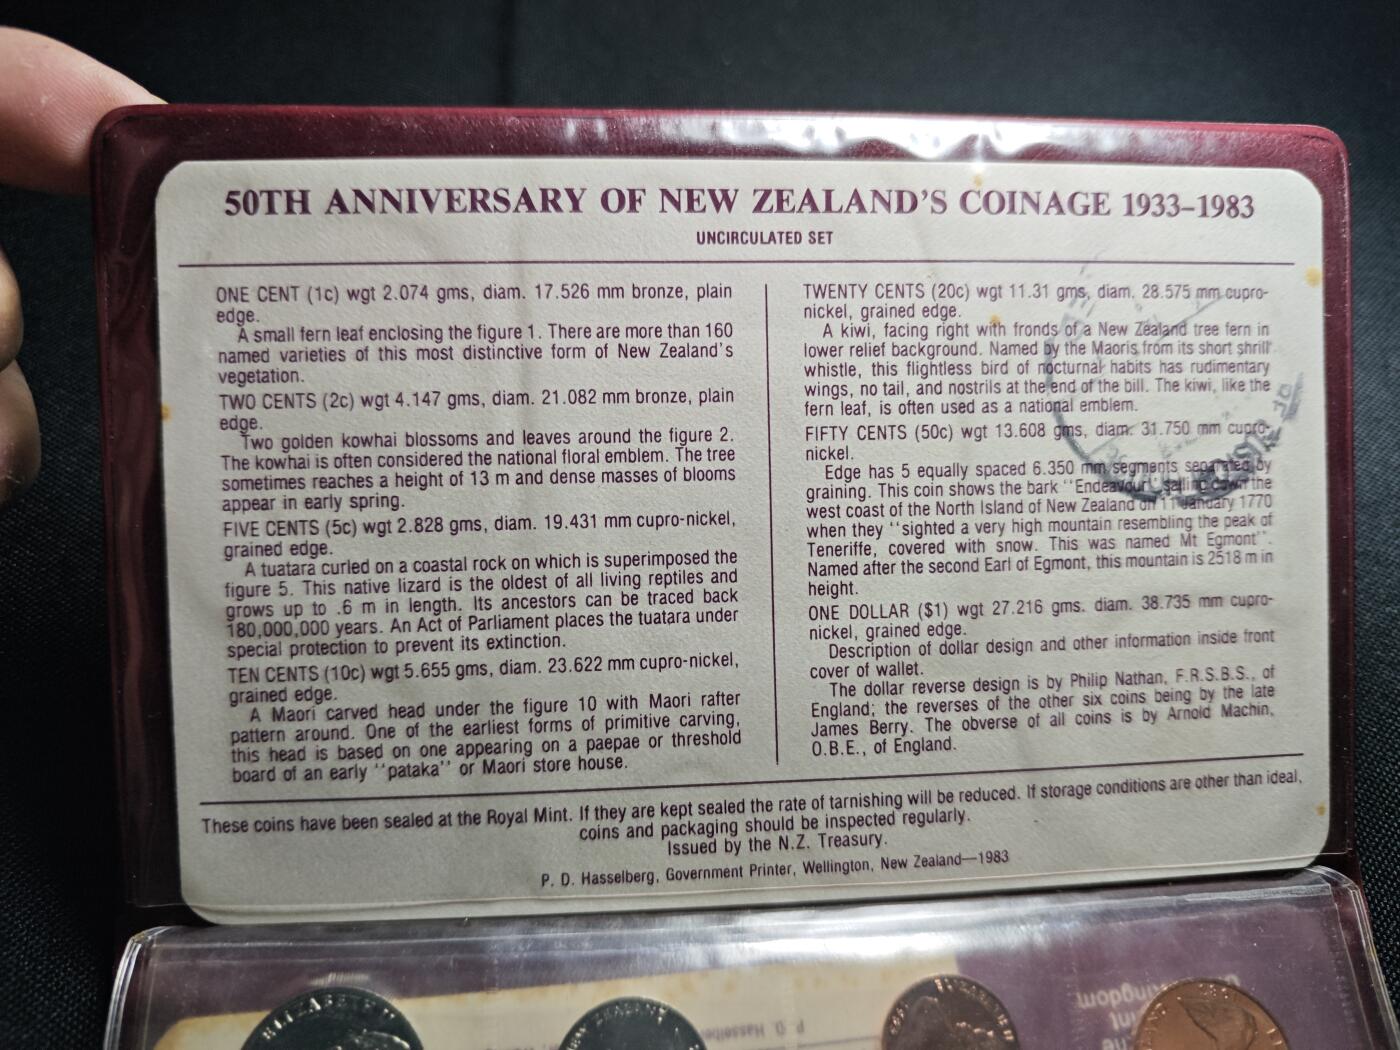 50TH ANNIVERSARY OF NEW ZEALAND'S COINAGE 1933–1983
UNCIRCULATED SET
ONE CENT (1c) wgt 2.074 gms, diam. 17.526 mm bronze, plain
edge.
A small fern leaf enclosing the figure 1. There are more than 160
named varieties of this most distinctive form of New Zealand's
vegetation.
TWO CENTS (2c) wgt 4.147 gms, diam. 21.082 mm bronze, plain
edge.
Two golden kowhai blossoms and leaves around the figure 2.
The kowhai is often considered the national floral emblem. The tree
sometimes reaches a height of 13 m and dense masses of blooms
appear in early spring.
FIVE CENTS (5c) wgt 2.828 gms, diam. 19.431 mm cupro-nickel,
grained edge.
A tuatara curled on a coastal rock on which is superimposed the
figure 5. This native lizard is the oldest of all living reptiles and
grows up to .6 m in length. Its ancestors can be traced back
180,000,000 years. An Act of Parliament places the tuatara under
special protection to prevent its extinction.
TEN CENTS (10c) wgt 5.655 gms, diam. 23.622 mm cupro-nickel,
grained edge.
A Maori carved head under the figure 10 with Maori rafter
pattern around. One of the earliest forms of primitive carving,
this head is based on one appearing on a paepae or threshold
board of an early ''pataka'' or Maori store house.
TWENTY CENTS (20c) wgt 11.31 gms, diam. 28.575 mm cupro-
nickel, grained edge.
A kiwi, facing right with fronds of a New Zealand tree fern in
lower relief background. Named by the Maoris from its short shrill
whistle, this flightless bird of nocturnal habits has rudimentary
wings, no tail, and nostrils at the end of the bill. The kiwi, like the
fern leaf, is often used as a national emblem.
FIFTY CENTS (50c) wgt 13.608 gms, diam. 31.750 mm cupro-
nickel.
Edge has 5 equally spaced 6.350 mm segments separated by
graining. This coin shows the bark ''Endeavour'' sailing down the
west coast of the North Island of New Zealand on 11 January 1770
when they ''sighted a very high mountain resembling the peak of
Teneriffe, covered with snow. This was named Mt Egmont''.
Named after the second Earl of Egmont, this mountain is 2518 m in
height.
ONE DOLLAR ($1) wgt 27.216 gms. diam. 38.735 mm cupro-
nickel, grained edge.
Description of dollar design and other information inside front
cover of wallet.
The dollar reverse design is by Philip Nathan, F.R.S.B.S., of
England; the reverses of the other six coins being by the late
James Berry. The obverse of all coins is by Arnold Machin,
O.B.E., of England.
These coins have been sealed at the Royal Mint. If they are kept sealed the rate of tarnishing will be reduced. If storage conditions are other than ideal,
coins and packaging should be inspected regularly.
Issued by the N.Z. Treasury.
P. D. Hasselberg, Government Printer, Wellington, New Zealand—1983
ELIZABETH II
NEW ZEALAND
ELIZABETH
P. D. Hasselbe